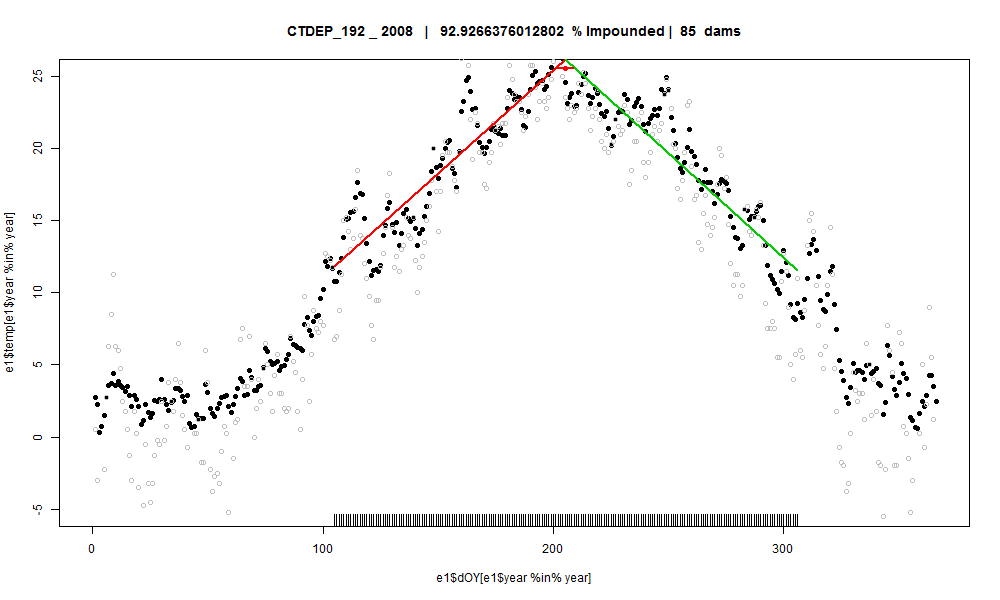 CTDEP_192 _ 2008 | 92.9266376012802 % Impounded | 85 dams
e1$temp[e1$year %in% year]
25
20
15
10
5
0
-5
0 100 200 300
e1$dOY[e1$year %in% year]